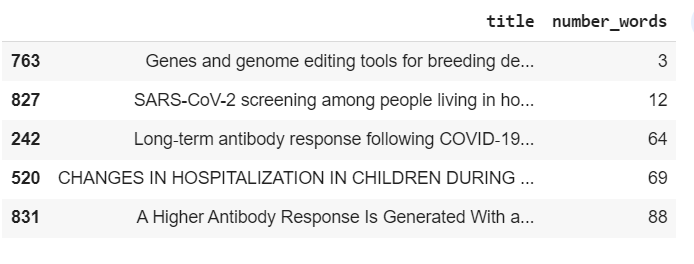 title number_words
763 Genes and genome editing tools for breeding de... 3
827 SARS-CoV-2 screening among people living in ho... 12
242 Long-term antibody response following COVID-19... 64
520 CHANGES IN HOSPITALIZATION IN CHILDREN DURING ... 69
831 A Higher Antibody Response Is Generated With a... 88